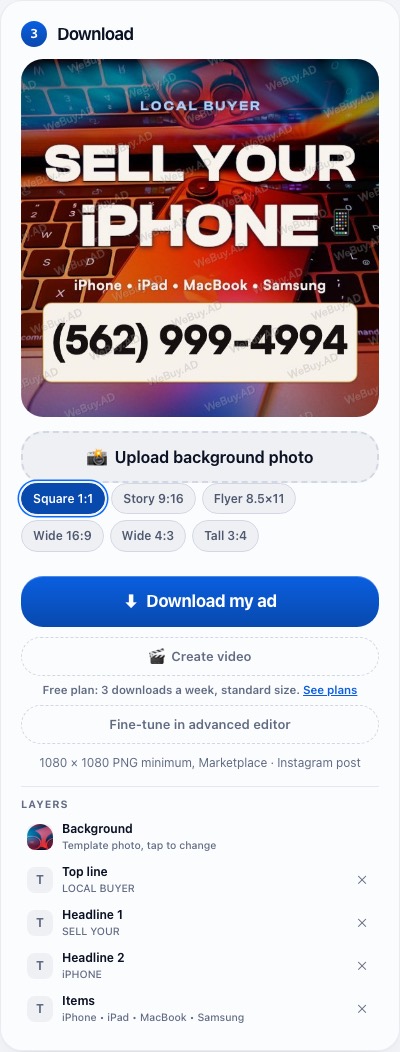 3 Download
LOCAL BUYER
SELL YOUR
iPHONE
iPhone • iPad • MacBook • Samsung
(562) 999-4994
WeBuy.AD
📸 Upload background photo
Square 1:1 Story 9:16 Flyer 8.5×11
Wide 16:9 Wide 4:3 Tall 3:4
⬇ Download my ad
🎬 Create video
Free plan: 3 downloads a week, standard size. See plans
Fine-tune in advanced editor
1080 × 1080 PNG minimum, Marketplace · Instagram post
LAYERS
Background
Template photo, tap to change
T Top line ×
LOCAL BUYER
T Headline 1 ×
SELL YOUR
T Headline 2 ×
iPHONE
T Items ×
iPhone • iPad • MacBook • Samsung